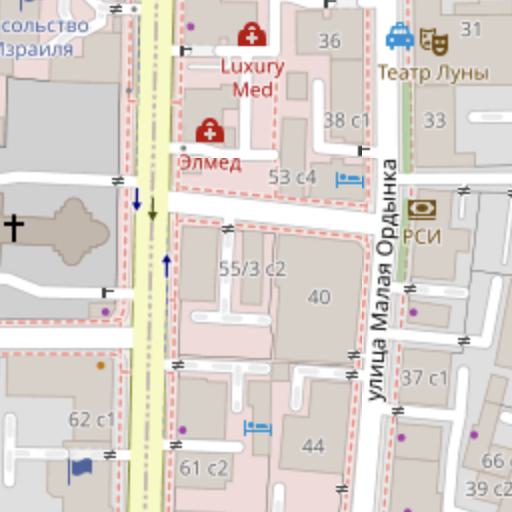 сольство
Израиля
31
36
Театр Луны
Luxury
Med
38 с1
33
Элмед
53 с4
РСИ
55/3 с2
40
улица Малая Ордынка
37 с1
62 с1
44
61 с2
66
39 с2